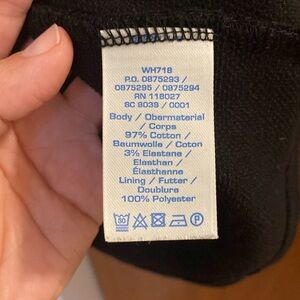 WH718
P.O. 0875293 /
0875295 / 0875294
RN 118027
SC 8039 / 0001
Body / Obermaterial
/ Corps
97% Cotton /
Baumwolle / Coton
3% Elastane /
Elasthan /
Élasthanne
Lining / Futter /
Doublure
100% Polyester